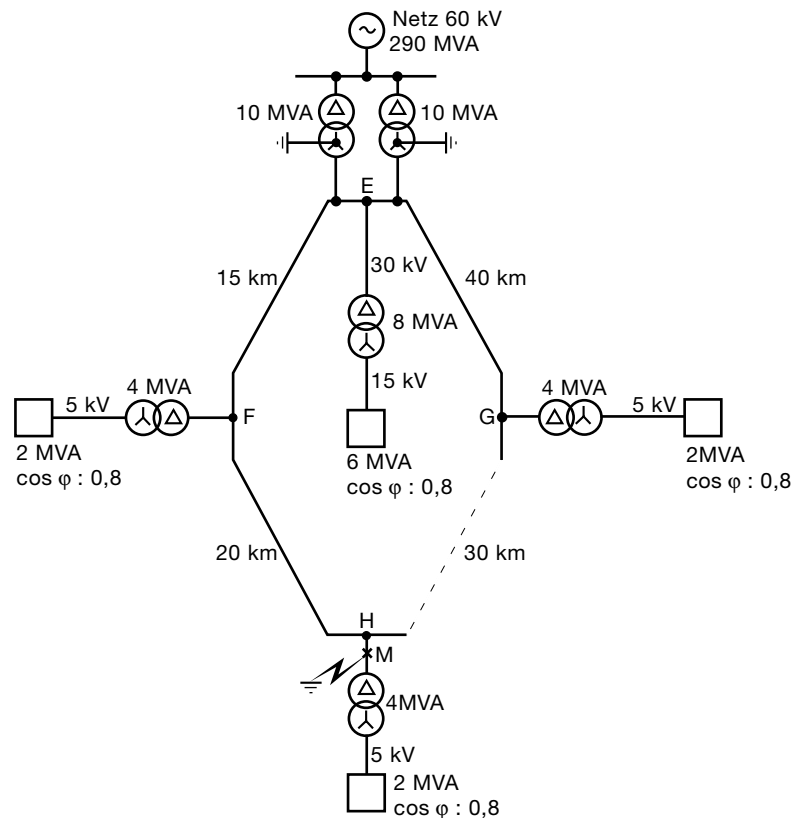 Netz 60 kV
290 MVA
10 MVA
10 MVA
E
15 km
30 kV
40 km
8 MVA
15 kV
4 MVA
5 kV
F
2 MVA
cos φ : 0,8
6 MVA
cos φ : 0,8
G
4 MVA
5 kV
2MVA
cos φ : 0,8
20 km
30 km
H
M
4MVA
5 kV
2 MVA
cos φ : 0,8